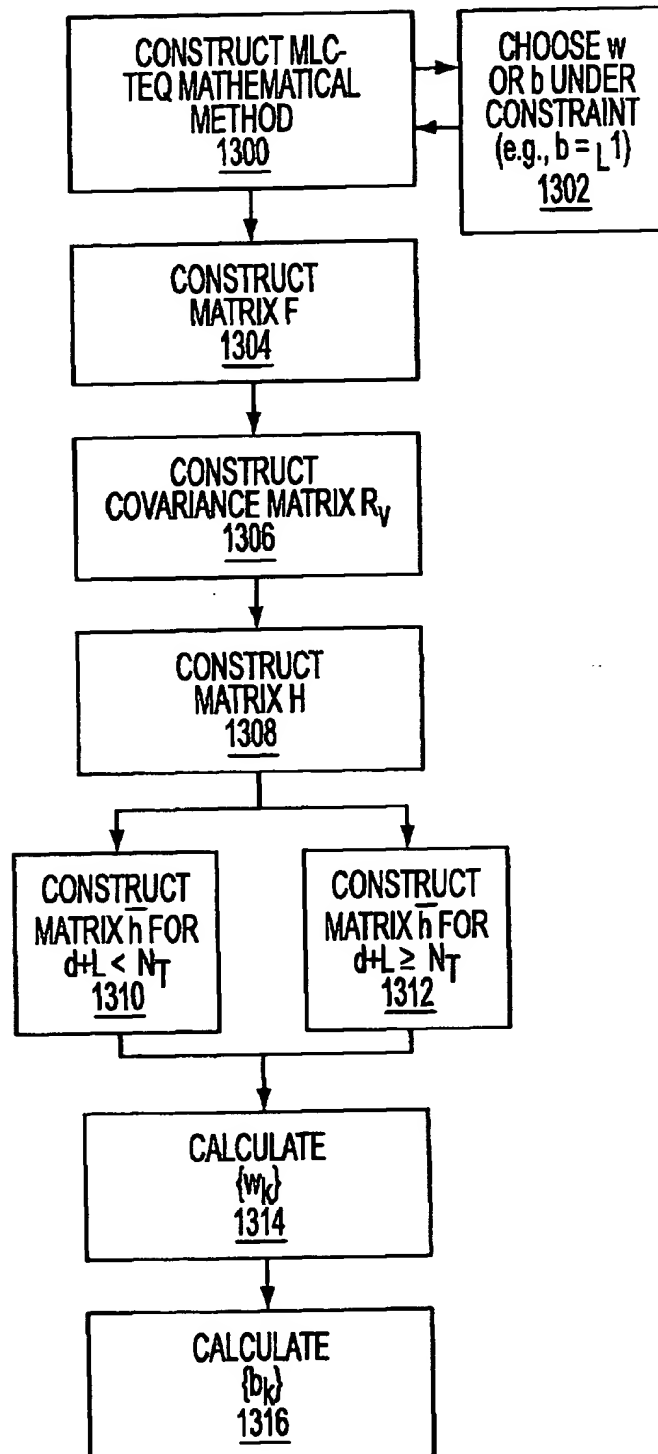 CONSTRUCT MLC-
TEQ MATHEMATICAL
METHOD
1300
CHOOSE w
OR b UNDER
CONSTRAINT
(e.g., b = L1)
1302
CONSTRUCT
MATRIX F
1304
CONSTRUCT
COVARIANCE MATRIX Rv
1306
CONSTRUCT
MATRIX H
1308
CONSTRUCT
MATRIX h̅ FOR
d+L < NT
1310
CONSTRUCT
MATRIX h̅ FOR
d+L ≥ NT
1312
CALCULATE
{wk}
1314
CALCULATE
{bk}
1316